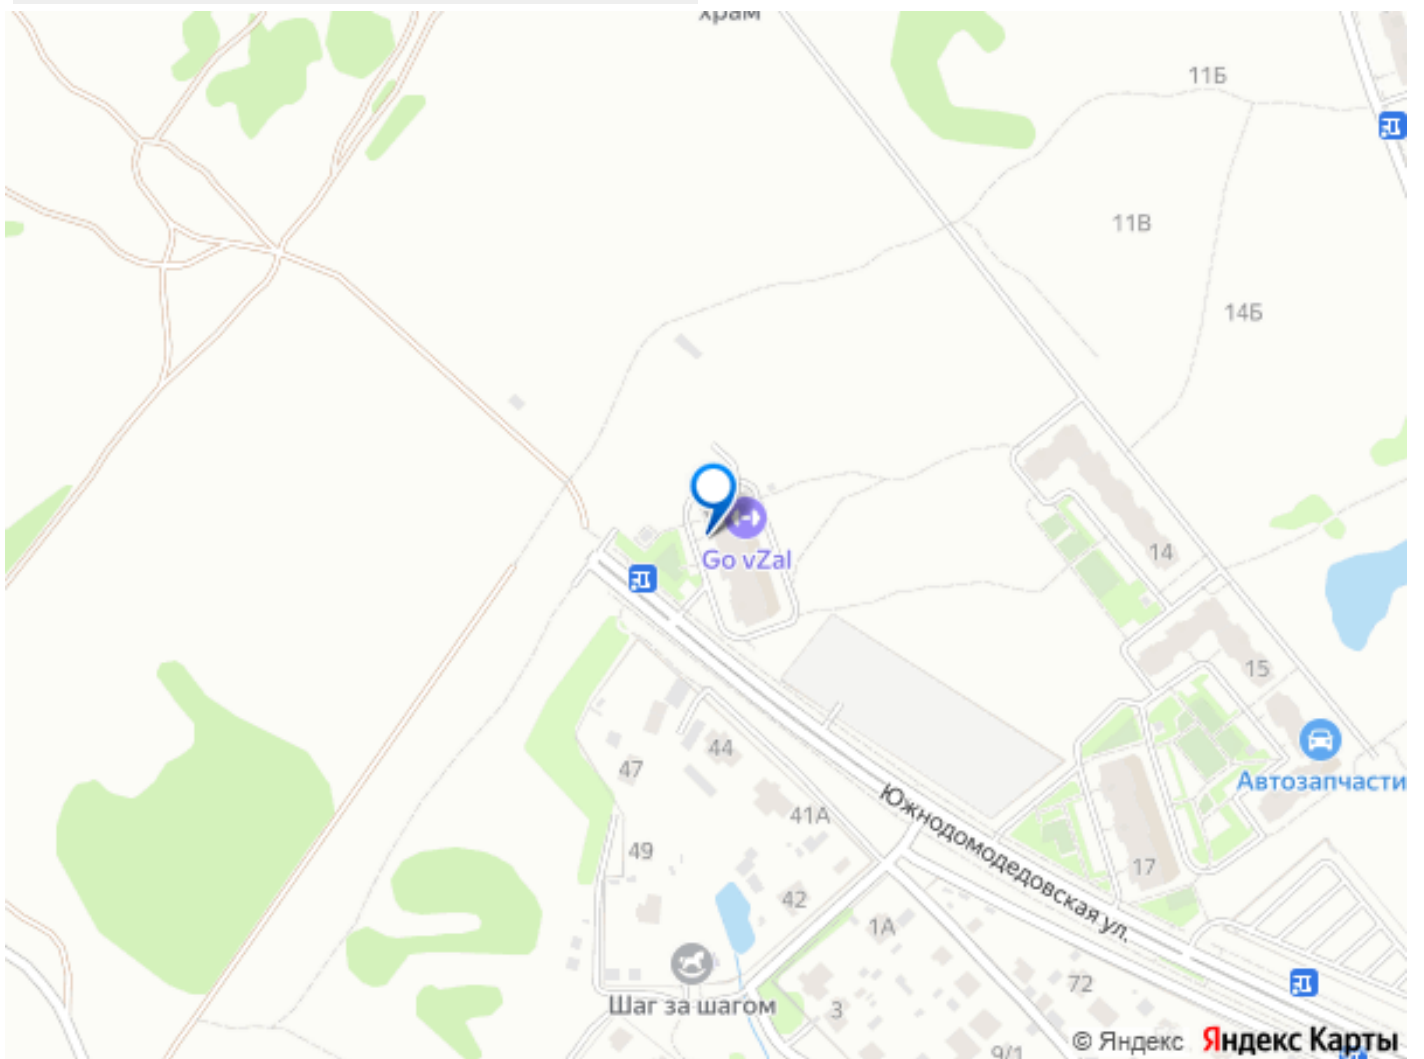 храм
11Б
11В
14Б
Go vZal
14
15
Автозапчасти
44
47
41А
Южнодомодедовская ул.
49
17
42
1А
72
Шаг за шагом
3
9/1
© Яндекс Яндекс Карты